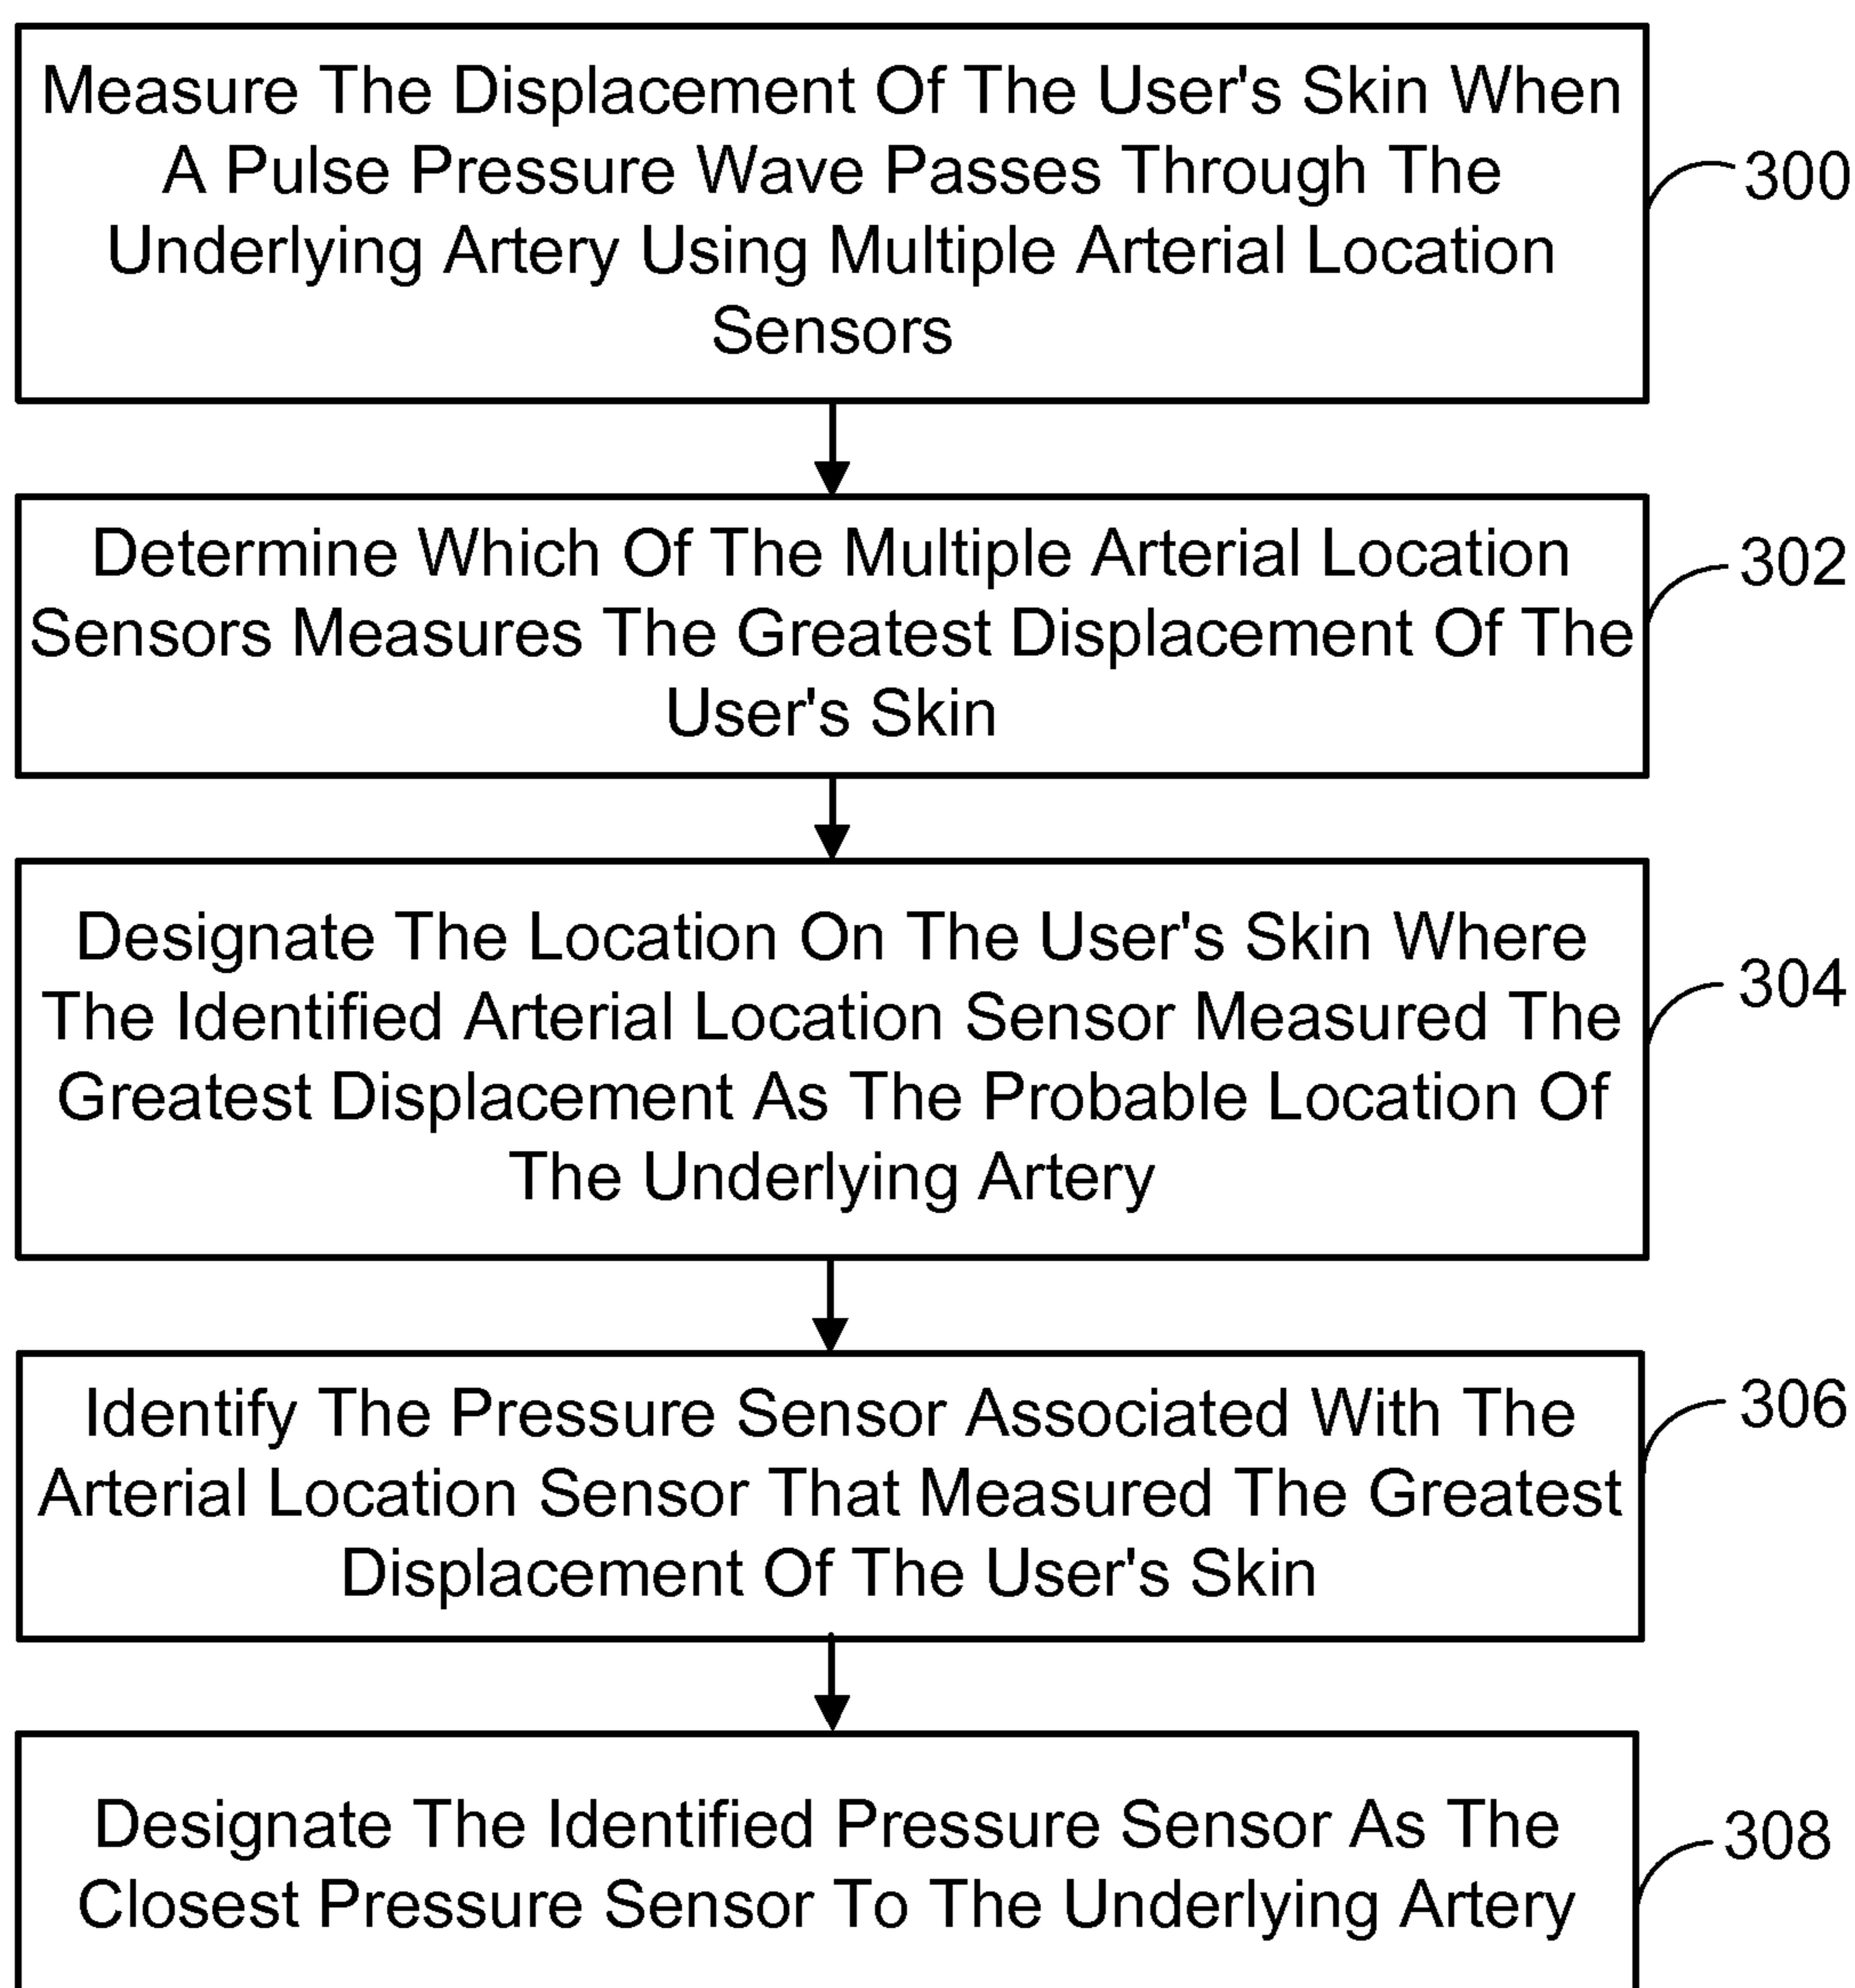 Measure The Displacement Of The User's Skin When
A Pulse Pressure Wave Passes Through The
Underlying Artery Using Multiple Arterial Location
Sensors
300
Determine Which Of The Multiple Arterial Location
Sensors Measures The Greatest Displacement Of The
User's Skin
302
Designate The Location On The User's Skin Where
The Identified Arterial Location Sensor Measured The
Greatest Displacement As The Probable Location Of
The Underlying Artery
304
Identify The Pressure Sensor Associated With The
Arterial Location Sensor That Measured The Greatest
Displacement Of The User's Skin
306
Designate The Identified Pressure Sensor As The
Closest Pressure Sensor To The Underlying Artery
308